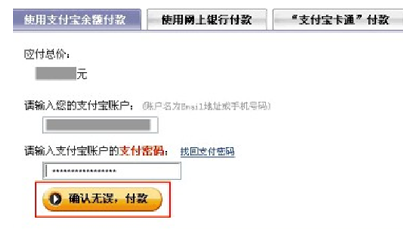 使用支付宝余额付款 使用网上银行付款 “支付宝卡通”付款
应付总价：
元
请输入您的支付宝账户： (账户名为Email地址或手机号码)
请输入支付宝账户的支付密码： 找回支付密码
****************
确认无误，付款